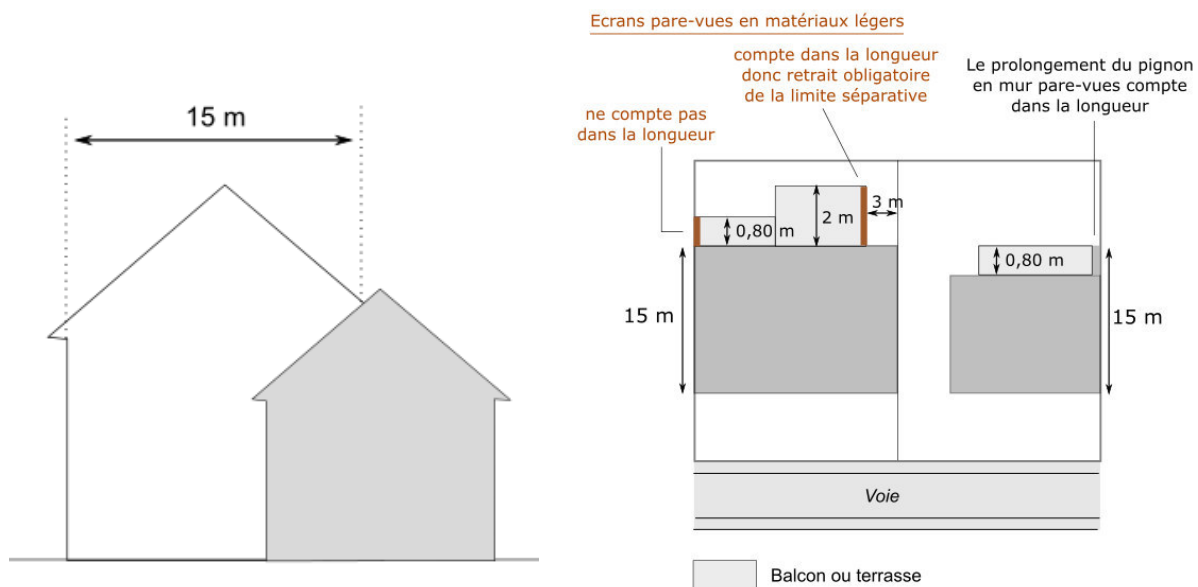 15 m
Ecrans pare-vues en matériaux légers
compte dans la longueur
donc retrait obligatoire
de la limite séparative
ne compte pas
dans la longueur
Le prolongement du pignon
en mur pare-vues compte
dans la longueur
3 m
2 m
0,80 m
0,80 m
15 m
15 m
Voie
Balcon ou terrasse